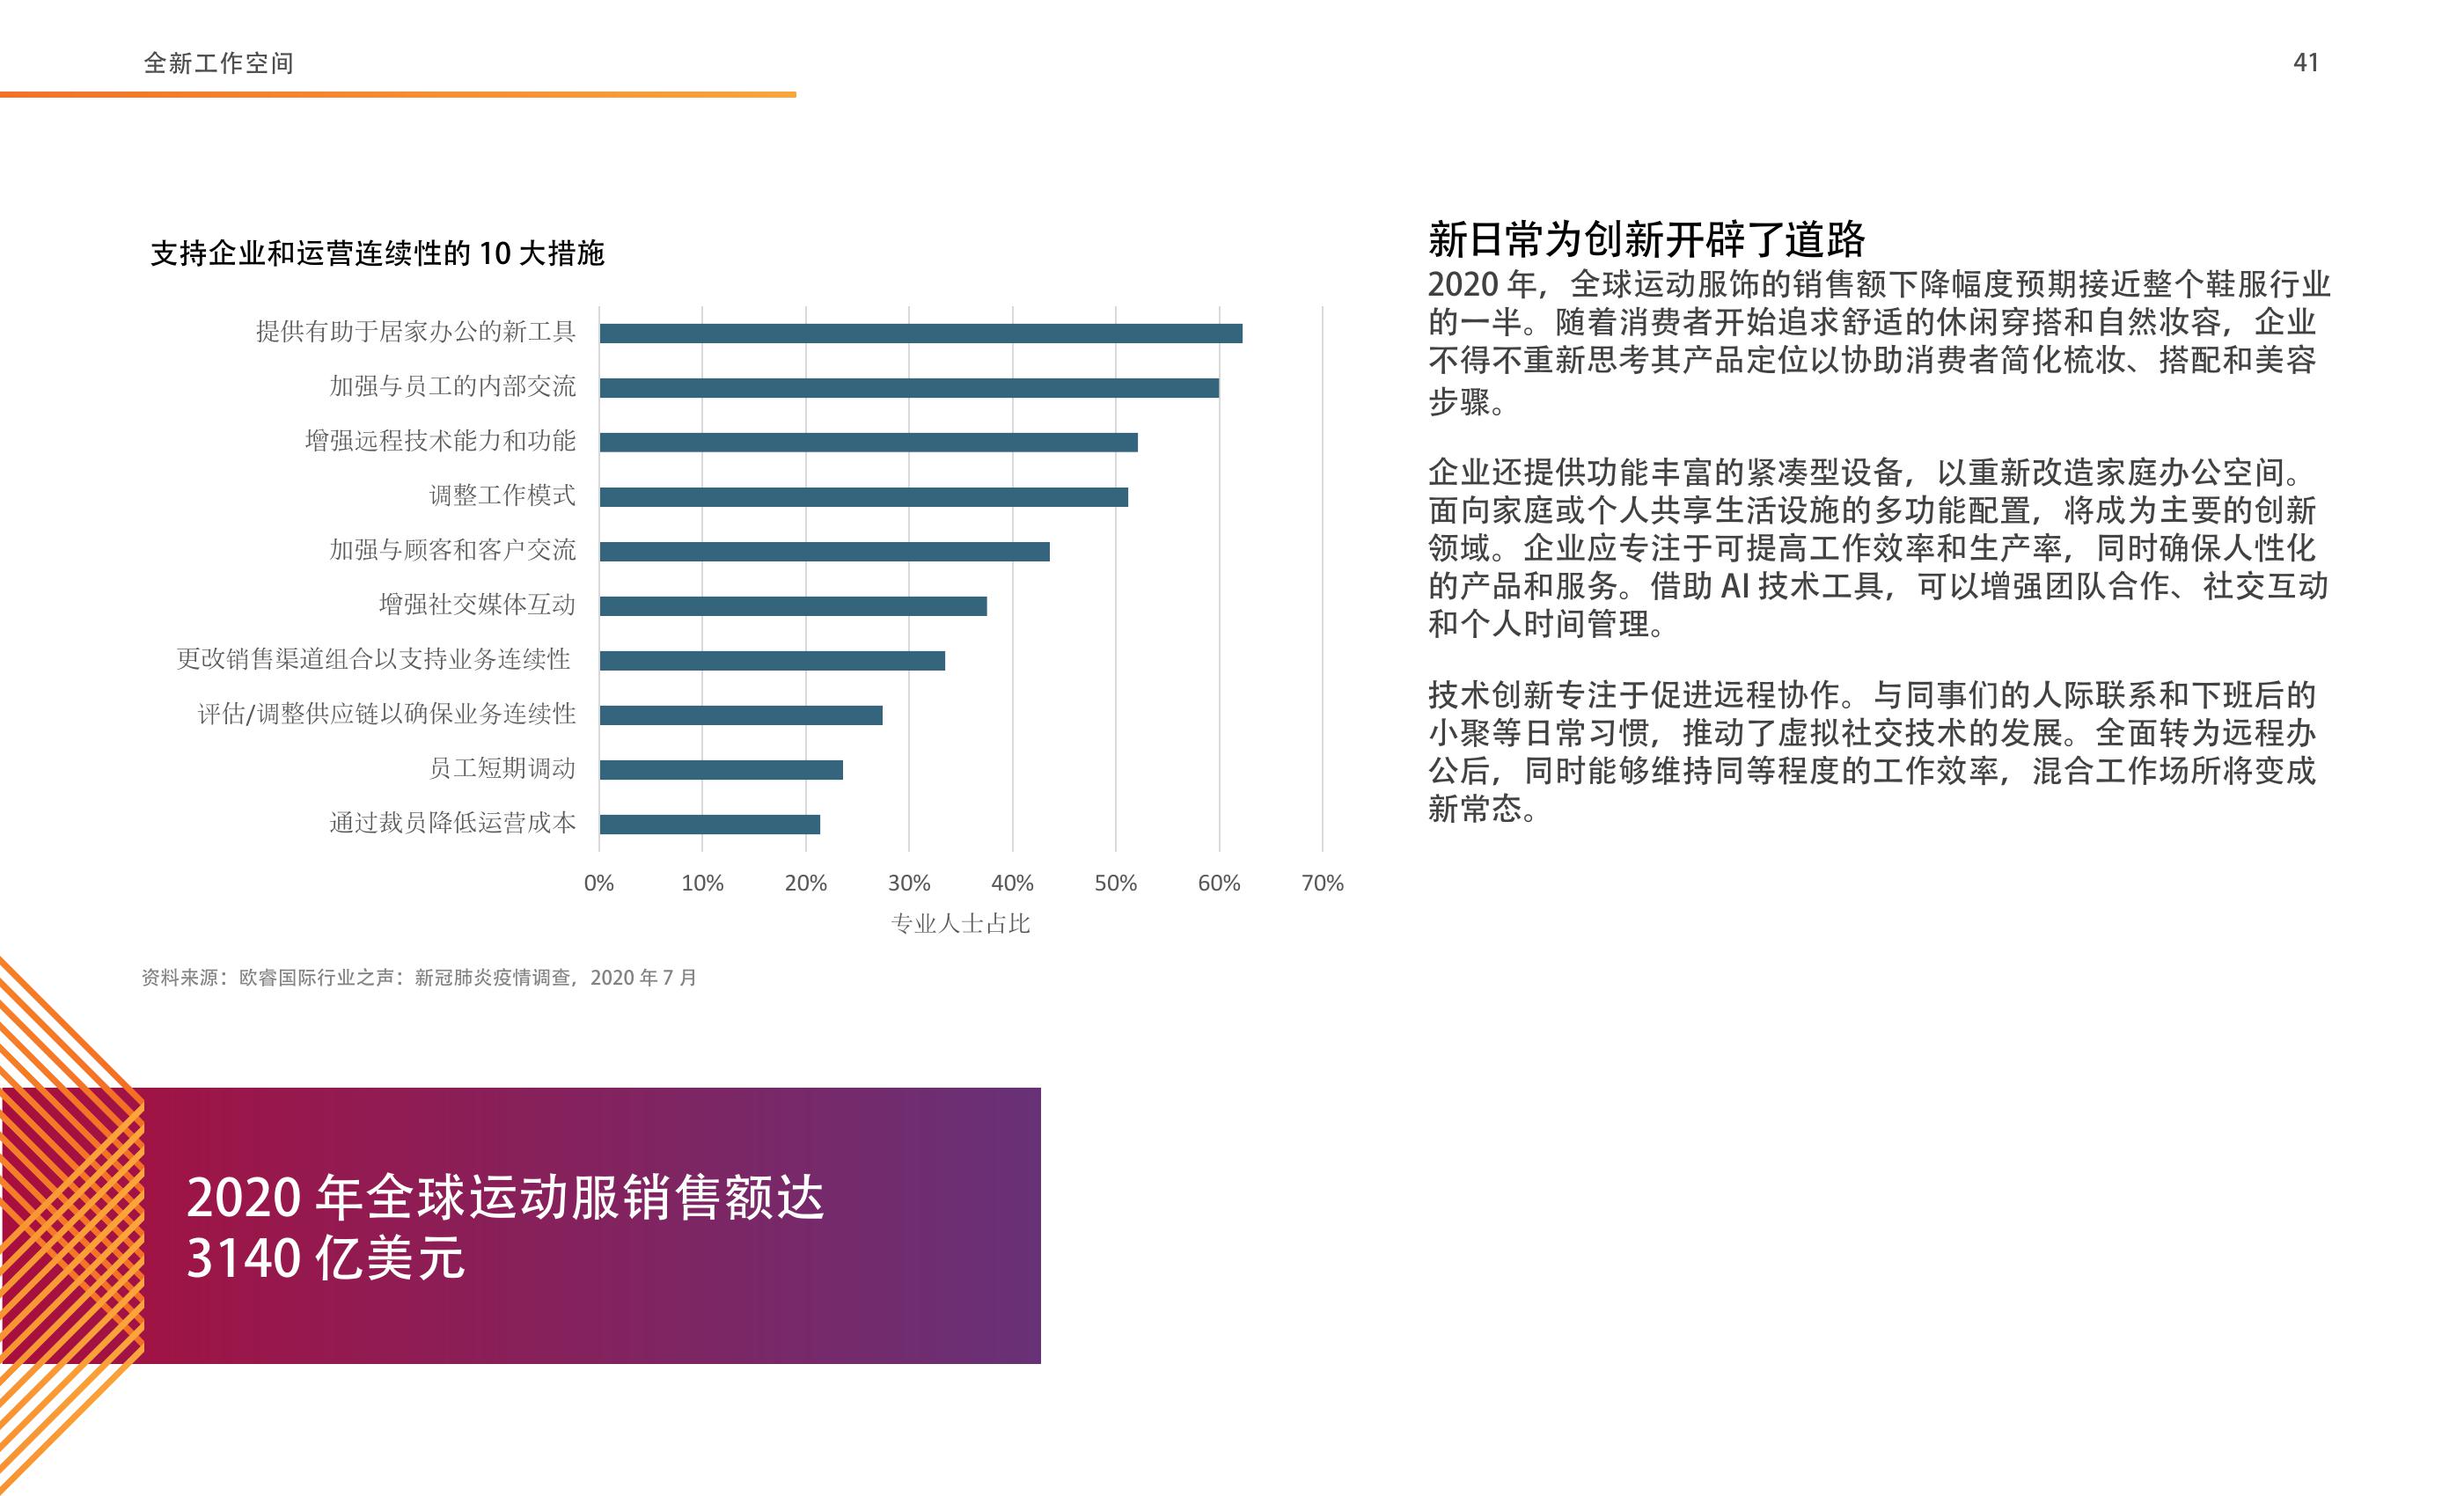 全新工作空间
41
支持企业和运营连续性的 10 大措施
提供有助于居家办公的新工具
加强与员工的内部交流
增强远程技术能力和功能
调整工作模式
加强与顾客和客户交流
增强社交媒体互动
更改销售渠道组合以支持业务连续性
评估/调整供应链以确保业务连续性
员工短期调动
通过裁员降低运营成本
0% 10% 20% 30% 40% 50% 60% 70%
专业人士占比
资料来源：欧睿国际行业之声：新冠肺炎疫情调查，2020 年 7 月
2020 年全球运动服销售额达
3140 亿美元
新日常为创新开辟了道路
2020 年，全球运动服饰的销售额下降幅度预期接近整个鞋服行业
的一半。随着消费者开始追求舒适的休闲穿搭和自然妆容，企业
不得不重新思考其产品定位以协助消费者简化梳妆、搭配和美容
步骤。
企业还提供功能丰富的紧凑型设备，以重新改造家庭办公空间。
面向家庭或个人共享生活设施的多功能配置，将成为主要的创新
领域。企业应专注于可提高工作效率和生产率，同时确保人性化
的产品和服务。借助 AI 技术工具，可以增强团队合作、社交互动
和个人时间管理。
技术创新专注于促进远程协作。与同事们的人际联系和下班后的
小聚等日常习惯，推动了虚拟社交技术的发展。全面转为远程办
公后，同时能够维持同等程度的工作效率，混合工作场所将变成
新常态。